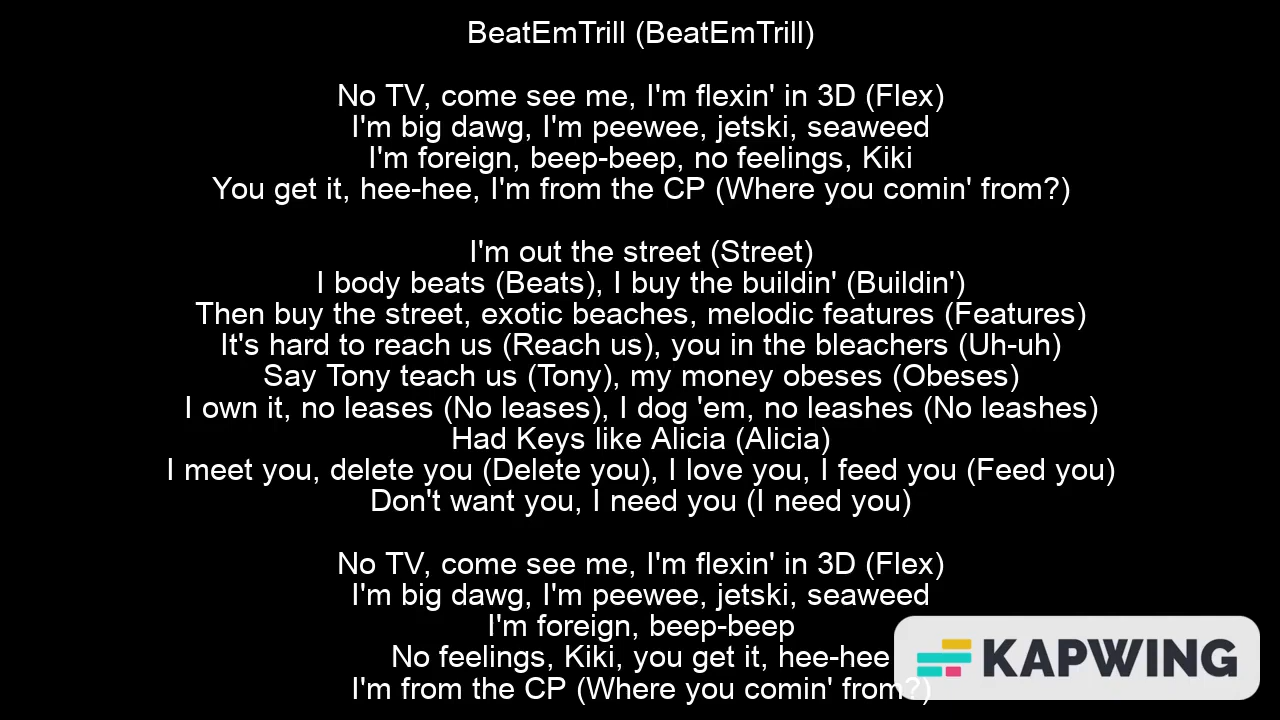 BeatEmTrill (BeatEmTrill)
No TV, come see me, I'm flexin' in 3D (Flex)
I'm big dawg, I'm peewee, jetski, seaweed
I'm foreign, beep-beep, no feelings, Kiki
You get it, hee-hee, I'm from the CP (Where you comin' from?)
I'm out the street (Street)
I body beats (Beats), I buy the buildin' (Buildin')
Then buy the street, exotic beaches, melodic features (Features)
It's hard to reach us (Reach us), you in the bleachers (Uh-uh)
Say Tony teach us (Tony), my money obeses (Obeses)
I own it, no leases (No leases), I dog 'em, no leashes (No leashes)
Had Keys like Alicia (Alicia)
I meet you, delete you (Delete you), I love you, I feed you (Feed you)
Don't want you, I need you (I need you)
No TV, come see me, I'm flexin' in 3D (Flex)
I'm big dawg, I'm peewee, jetski, seaweed
I'm foreign, beep-beep
No feelings, Kiki, you get it, hee-hee
I'm from the CP (Where you comin' from?)
KAPWING